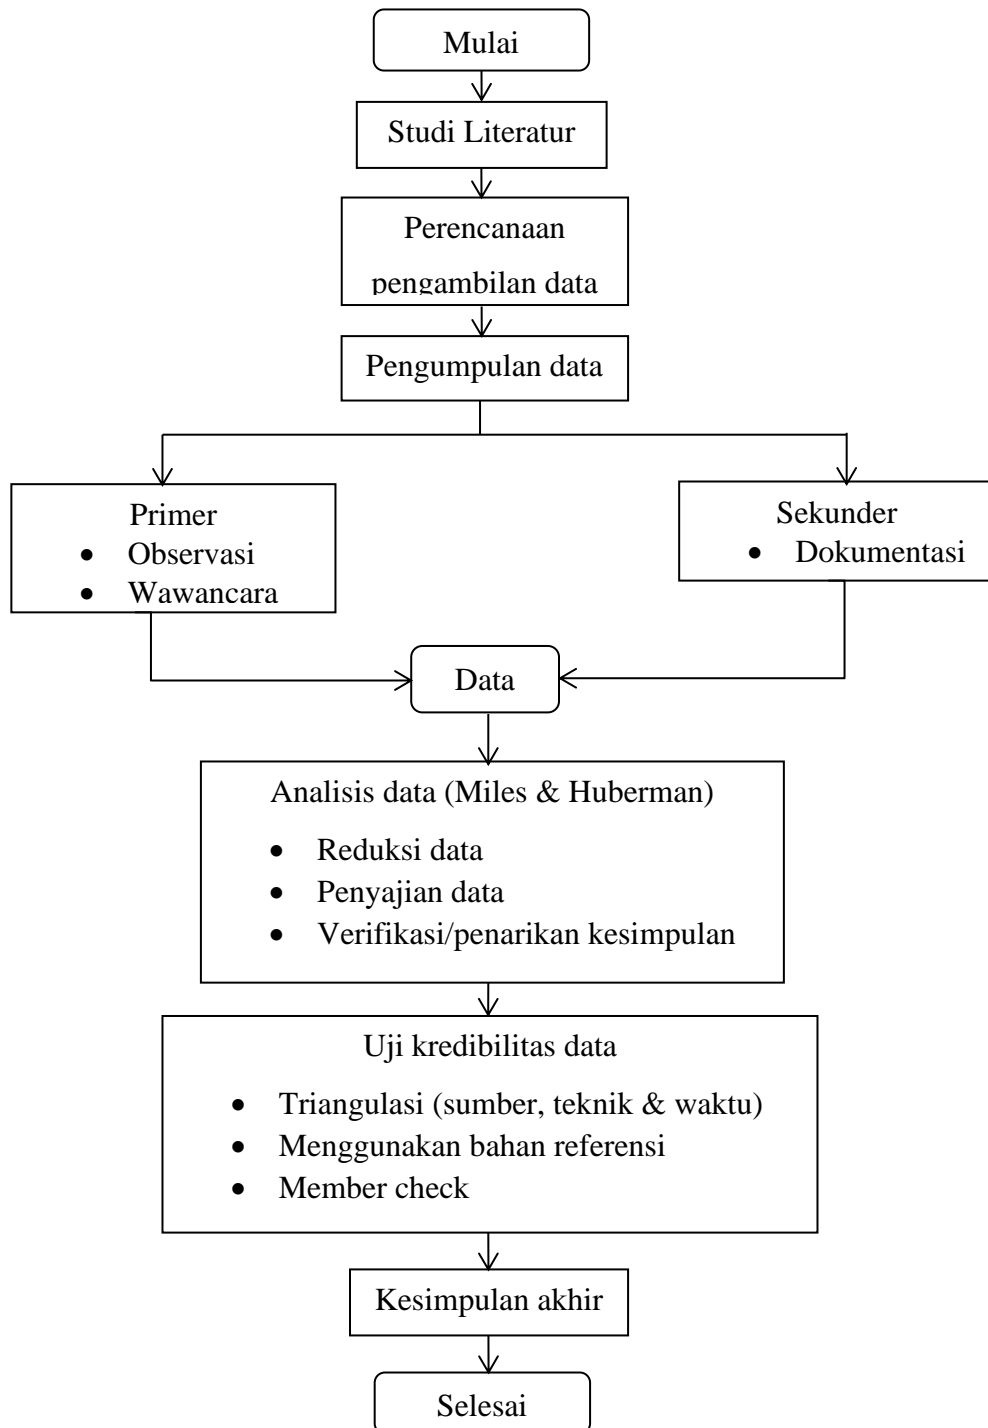 Mulai
Studi Literatur
Perencanaan
pengambilan data
Pengumpulan data
Primer
• Observasi
• Wawancara
Sekunder
• Dokumentasi
Data
Analisis data (Miles & Huberman)
• Reduksi data
• Penyajian data
• Verifikasi/penarikan kesimpulan
Uji kredibilitas data
• Triangulasi (sumber, teknik & waktu)
• Menggunakan bahan referensi
• Member check
Kesimpulan akhir
Selesai